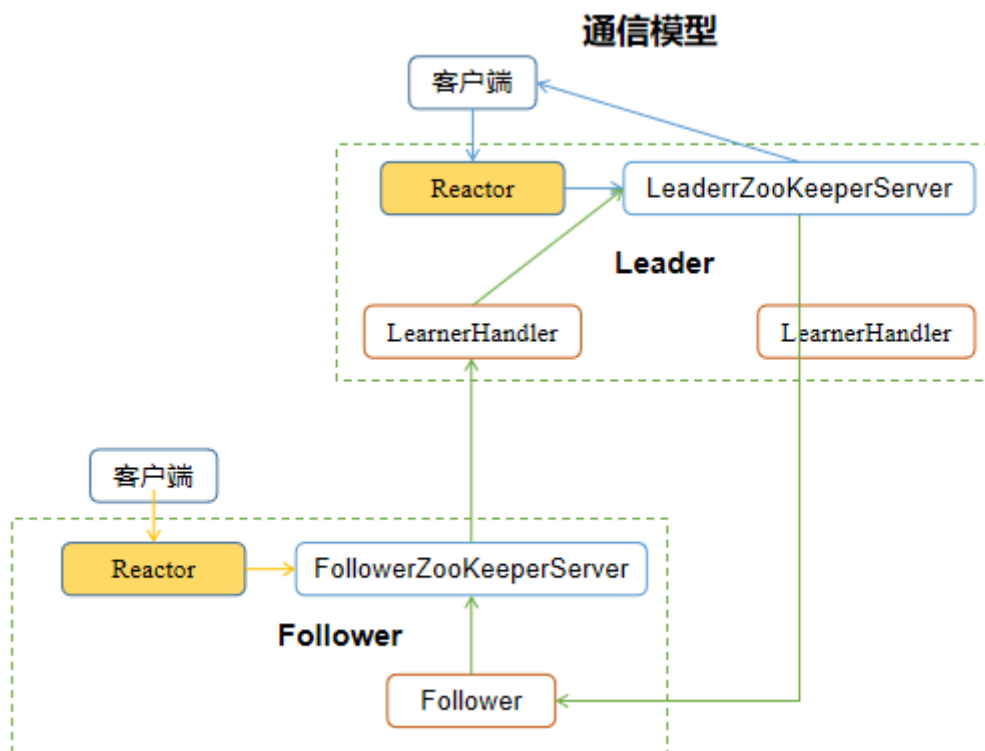 通信模型
客户端
Reactor
LeaderrZooKeeperServer
Leader
LearnerHandler
LearnerHandler
客户端
Reactor
FollowerZooKeeperServer
Follower
Follower